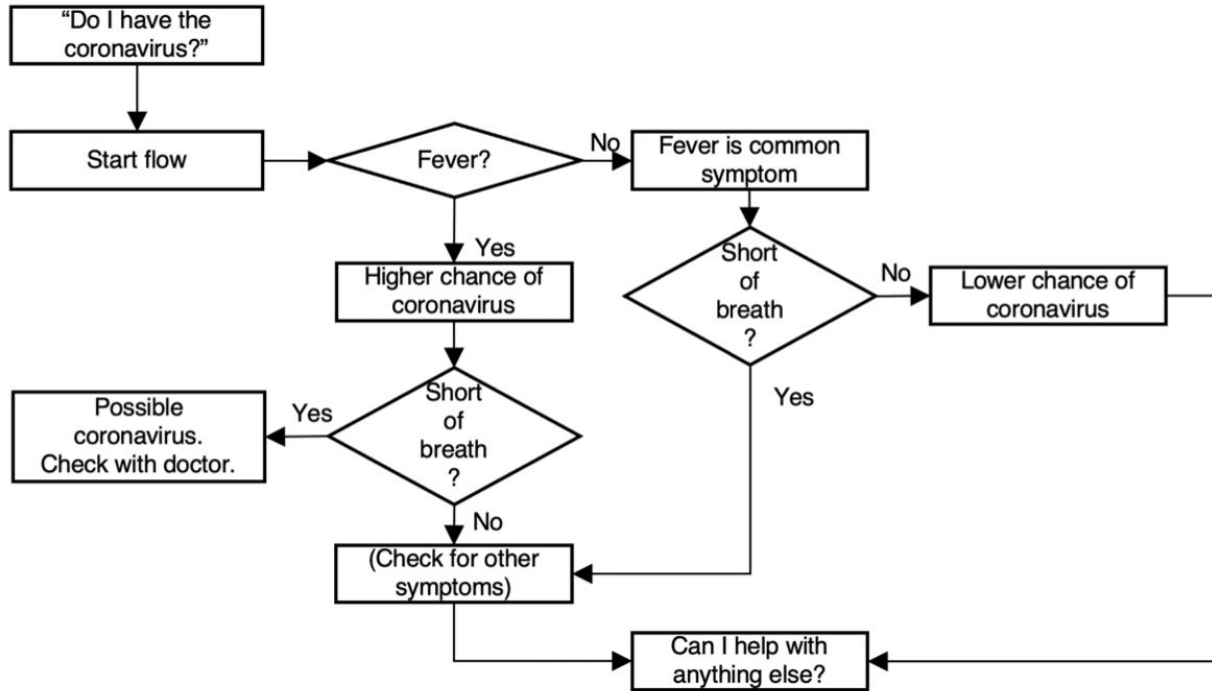 “Do I have the
coronavirus?”
Start flow
Fever?
No
Fever is common
symptom
Yes
Higher chance of
coronavirus
Short
of
breath
?
No
Lower chance of
coronavirus
Yes
Short
of
breath
?
Yes
Possible
coronavirus.
Check with doctor.
No
(Check for other
symptoms)
Can I help with
anything else?